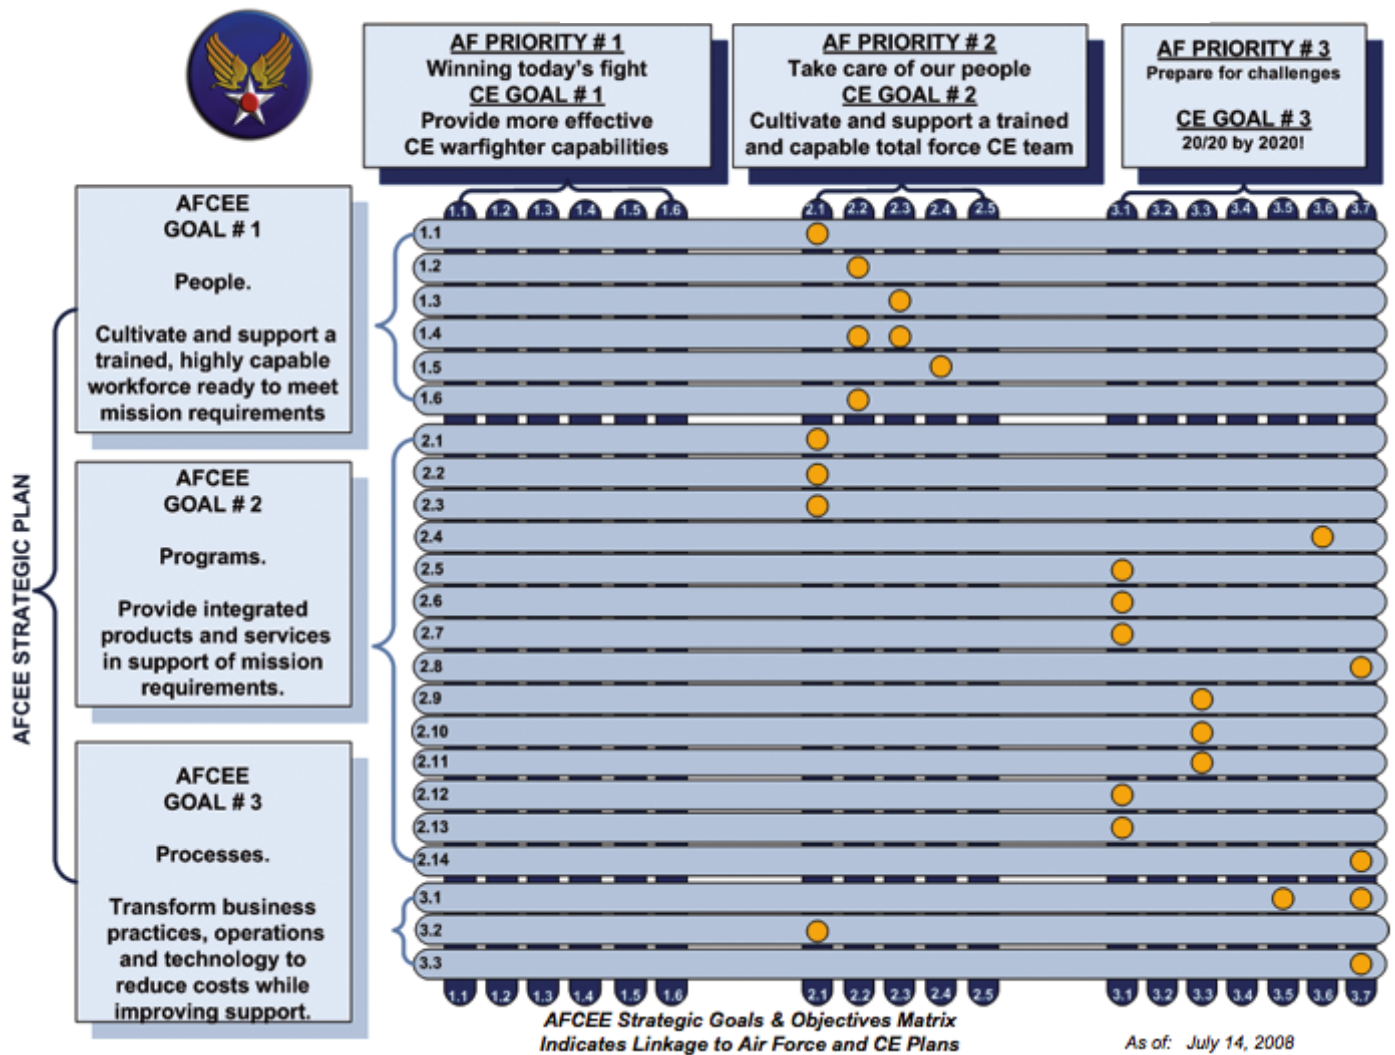 AF PRIORITY # 1
Winning today's fight
CE GOAL # 1
Provide more effective
CE warfighter capabilities
AF PRIORITY # 2
Take care of our people
CE GOAL # 2
Cultivate and support a trained
and capable total force CE team
AF PRIORITY # 3
Prepare for challenges
CE GOAL # 3
20/20 by 2020!
1.1 1.2 1.3 1.4 1.5 1.6 2.1 2.2 2.3 2.4 2.5 3.1 3.2 3.3 3.4 3.5 3.6 3.7
AFCEE STRATEGIC PLAN
AFCEE
GOAL # 1
People.
Cultivate and support a
trained, highly capable
workforce ready to meet
mission requirements
1.1
1.2
1.3
1.4
1.5
1.6
AFCEE
GOAL # 2
Programs.
Provide integrated
products and services
in support of mission
requirements.
2.1
2.2
2.3
2.4
2.5
2.6
2.7
2.8
2.9
2.10
2.11
2.12
2.13
2.14
AFCEE
GOAL # 3
Processes.
Transform business
practices, operations
and technology to
reduce costs while
improving support.
3.1
3.2
3.3
1.1 1.2 1.3 1.4 1.5 1.6 2.1 2.2 2.3 2.4 2.5 3.1 3.2 3.3 3.4 3.5 3.6 3.7
AFCEE Strategic Goals & Objectives Matrix
Indicates Linkage to Air Force and CE Plans
As of: July 14, 2008